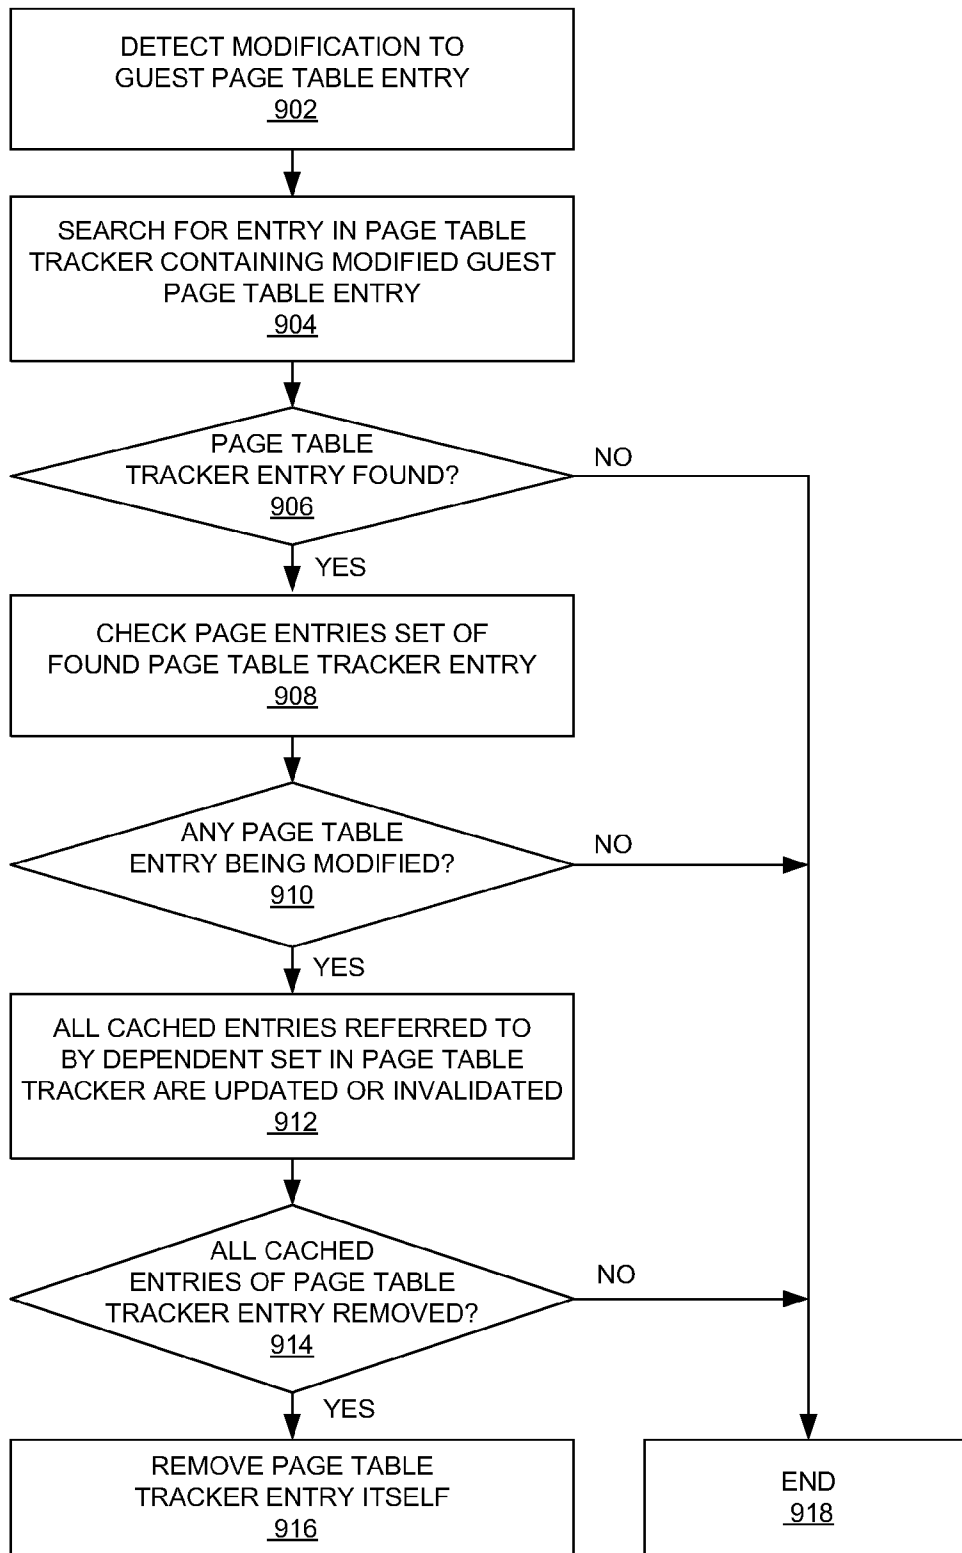 DETECT MODIFICATION TO
GUEST PAGE TABLE ENTRY
902
SEARCH FOR ENTRY IN PAGE TABLE
TRACKER CONTAINING MODIFIED GUEST
PAGE TABLE ENTRY
904
PAGE TABLE
TRACKER ENTRY FOUND?
906
NO
YES
CHECK PAGE ENTRIES SET OF
FOUND PAGE TABLE TRACKER ENTRY
908
ANY PAGE TABLE
ENTRY BEING MODIFIED?
910
NO
YES
ALL CACHED ENTRIES REFERRED TO
BY DEPENDENT SET IN PAGE TABLE
TRACKER ARE UPDATED OR INVALIDATED
912
ALL CACHED
ENTRIES OF PAGE TABLE
TRACKER ENTRY REMOVED?
914
NO
YES
REMOVE PAGE TABLE
TRACKER ENTRY ITSELF
916
END
918